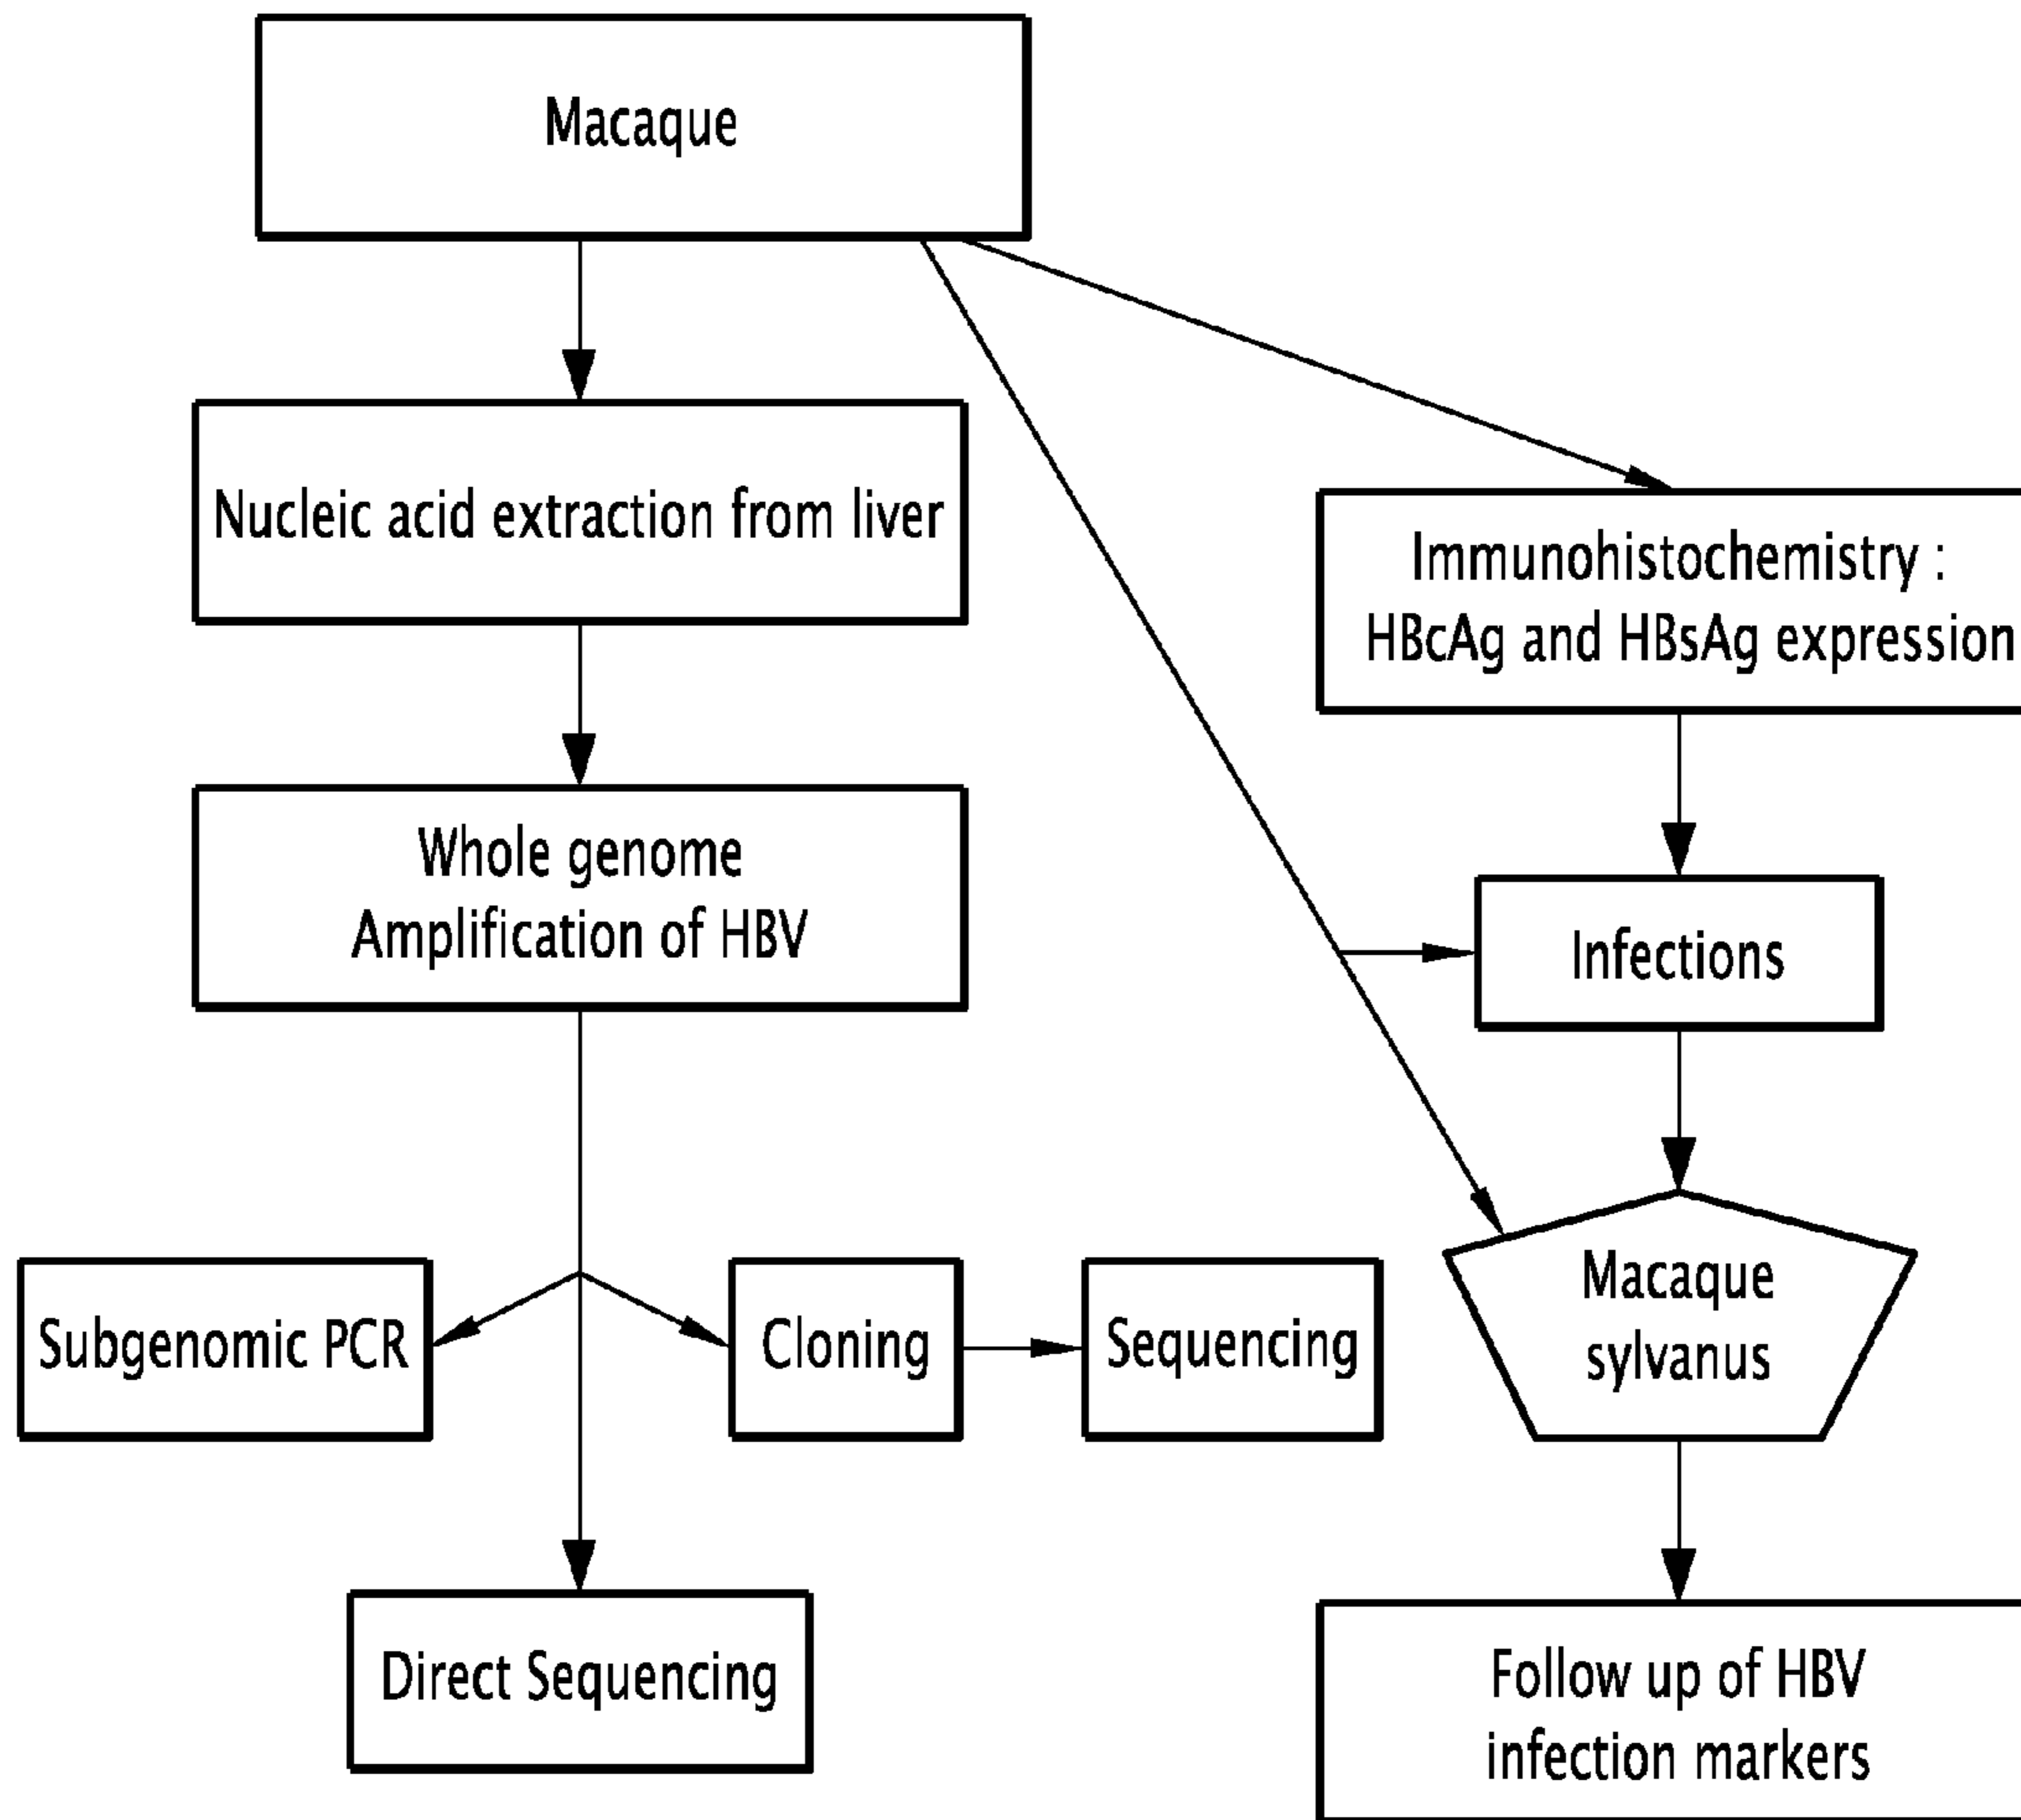 Macaque
Nucleic acid extraction from liver
Immunohistochemistry :
HBcAg and HBsAg expression
Whole genome
Amplification of HBV
Infections
Subgenomic PCR
Cloning
Sequencing
Macaque
sylvanus
Direct Sequencing
Follow up of HBV
infection markers